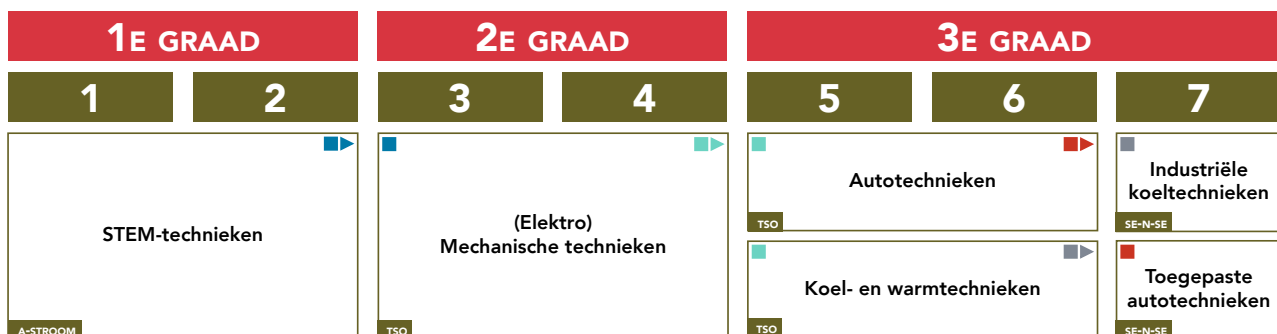 1E GRAAD
2E GRAAD
3E GRAAD
1
2
3
4
5
6
7
STEM-technieken
A-STROOM
(Elektro)
Mechanische technieken
TSO
Autotechnieken
TSO
Koel- en warmtechnieken
TSO
Industriële
koeltechnieken
SE-N-SE
Toegepaste
autotechnieken
SE-N-SE